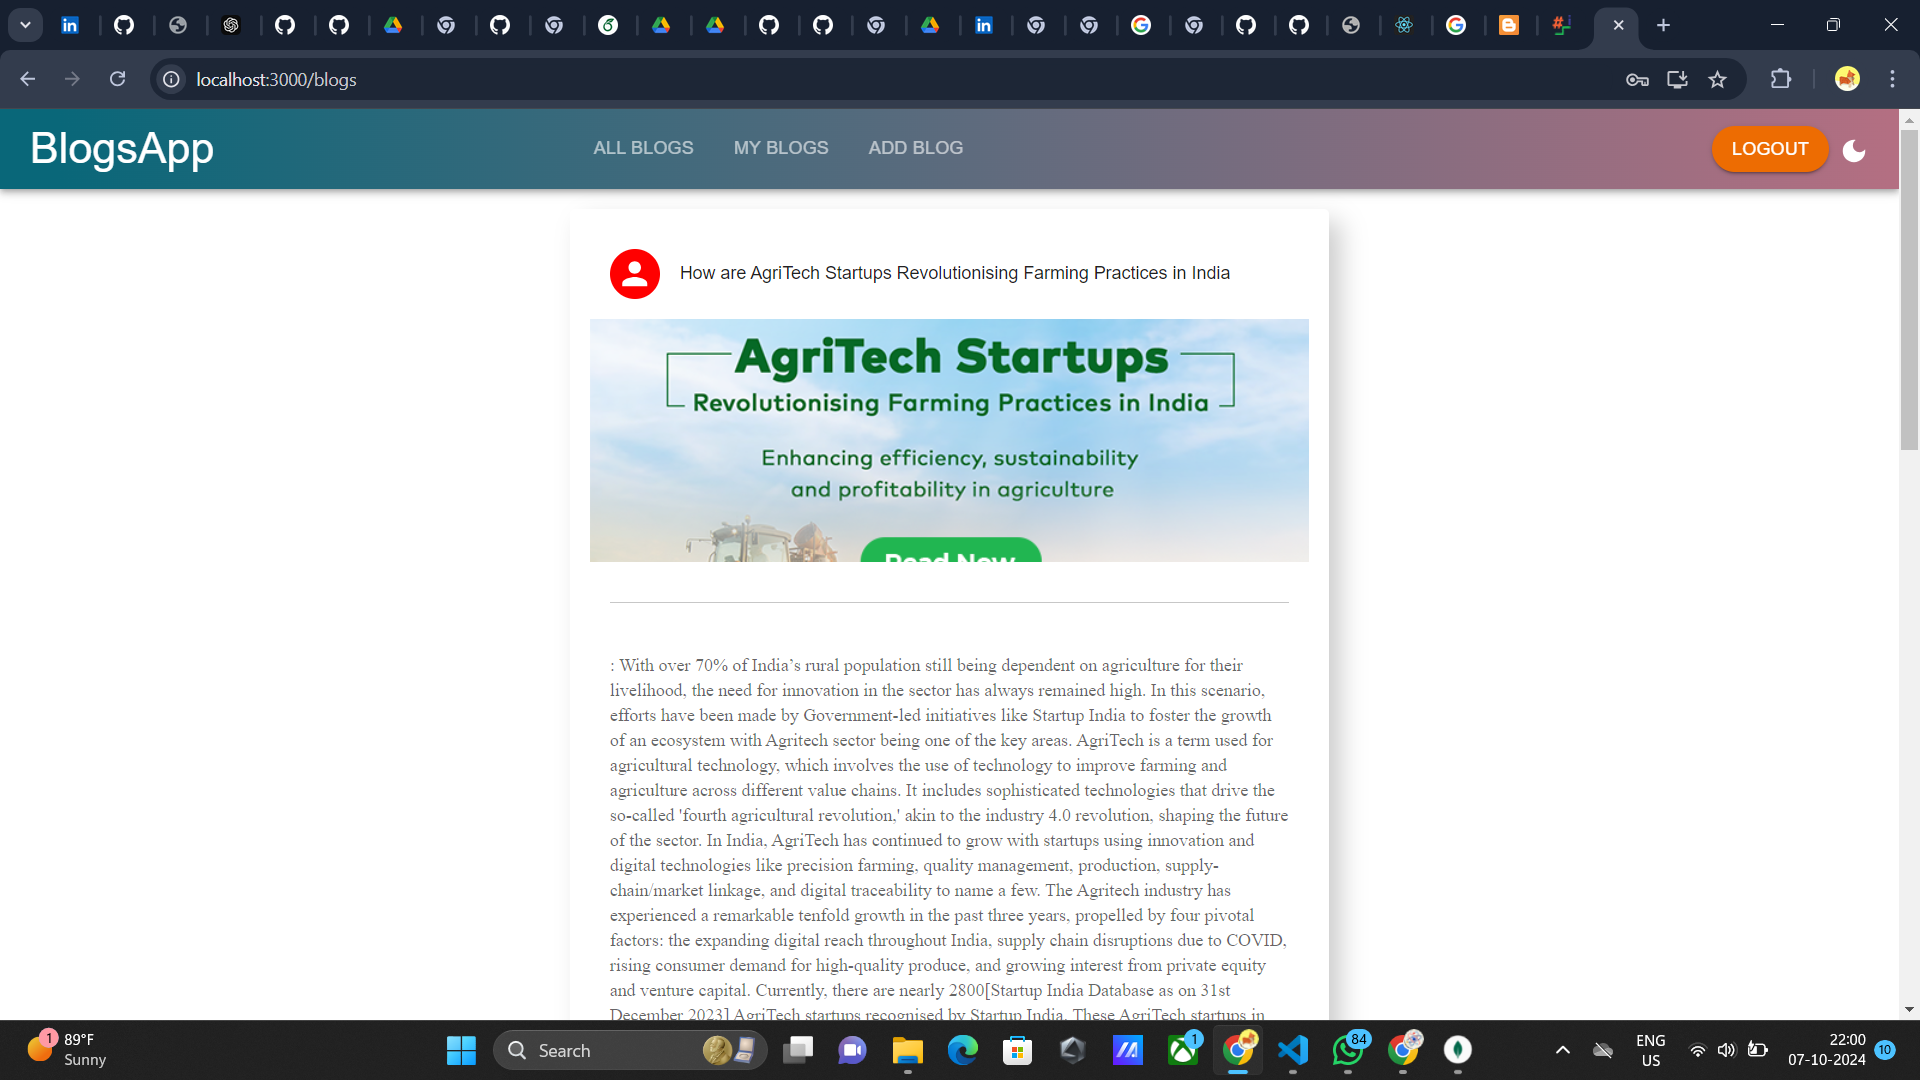 localhost:3000/blogs
BlogsApp
ALL BLOGS MY BLOGS ADD BLOG
LOGOUT
How are AgriTech Startups Revolutionising Farming Practices in India
AgriTech Startups
Revolutionising Farming Practices in India
Enhancing efficiency, sustainability
and profitability in agriculture
Read Now
: With over 70% of India’s rural population still being dependent on agriculture for their
livelihood, the need for innovation in the sector has always remained high. In this scenario,
efforts have been made by Government-led initiatives like Startup India to foster the growth
of an ecosystem with Agritech sector being one of the key areas. AgriTech is a term used for
agricultural technology, which involves the use of technology to improve farming and
agriculture across different value chains. It includes sophisticated technologies that drive the
so-called 'fourth agricultural revolution,' akin to the industry 4.0 revolution, shaping the future
of the sector. In India, AgriTech has continued to grow with startups using innovation and
digital technologies like precision farming, quality management, production, supply-
chain/market linkage, and digital traceability to name a few. The Agritech industry has
experienced a remarkable tenfold growth in the past three years, propelled by four pivotal
factors: the expanding digital reach throughout India, supply chain disruptions due to COVID,
rising consumer demand for high-quality produce, and growing interest from private equity
and venture capital. Currently, there are nearly 2800[Startup India Database as on 31st
December 2023] AgriTech startups recognised by Startup India. These AgriTech startups in
1
89°F
Sunny
Search
1
84
ENG
US
22:00
07-10-2024
10